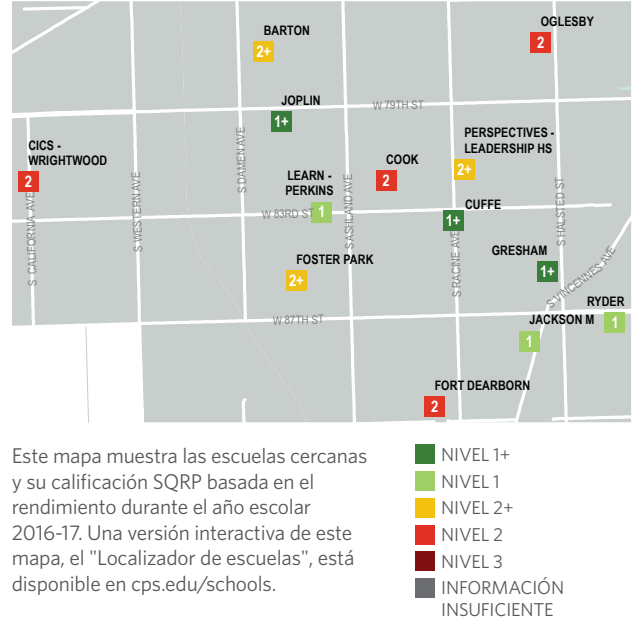 BARTON
2+
OGLESBY
2
JOPLIN
1+
W 79TH ST
CICS -
WRIGHTWOOD
2
S CALIFORNIA AVE
S WESTERN AVE
S DAMEN AVE
LEARN -
PERKINS
1
S ASHLAND AVE
COOK
2
PERSPECTIVES -
LEADERSHIP HS
2+
W 83RD ST
CUFFE
1+
S HALSTED ST
FOSTER PARK
2+
S RACINE AVE
GRESHAM
1+
S VINCENNES AVE
RYDER
1
W 87TH ST
JACKSON M
1
FORT DEARBORN
2
Este mapa muestra las escuelas cercanas
y su calificación SQRP basada en el
rendimiento durante el año escolar
2016-17. Una versión interactiva de este
mapa, el "Localizador de escuelas", está
disponible en cps.edu/schools.
NIVEL 1+
NIVEL 1
NIVEL 2+
NIVEL 2
NIVEL 3
INFORMACIÓN
INSUFICIENTE